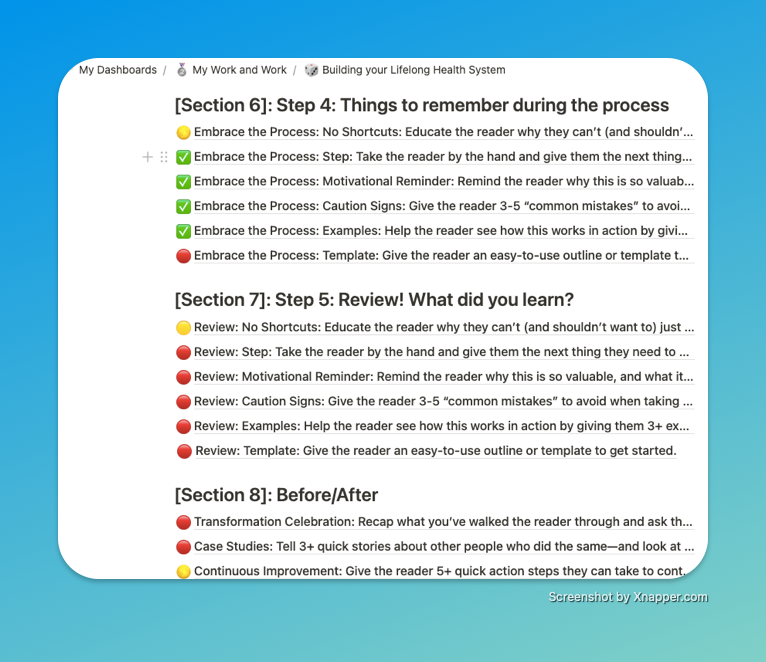 My Dashboards / My Work and Work / Building your Lifelong Health System
[Section 6]: Step 4: Things to remember during the process
Embrace the Process: No Shortcuts: Educate the reader why they can’t (and shouldn’...
Embrace the Process: Step: Take the reader by the hand and give them the next thing...
Embrace the Process: Motivational Reminder: Remind the reader why this is so valuab...
Embrace the Process: Caution Signs: Give the reader 3-5 “common mistakes” to avoi...
Embrace the Process: Examples: Help the reader see how this works in action by givi...
Embrace the Process: Template: Give the reader an easy-to-use outline or template t...
[Section 7]: Step 5: Review! What did you learn?
Review: No Shortcuts: Educate the reader why they can’t (and shouldn’t want to) just ...
Review: Step: Take the reader by the hand and give them the next thing they need to ...
Review: Motivational Reminder: Remind the reader why this is so valuable, and what it...
Review: Caution Signs: Give the reader 3-5 “common mistakes” to avoid when taking ...
Review: Examples: Help the reader see how this works in action by giving them 3+ ex...
Review: Template: Give the reader an easy-to-use outline or template to get started.
[Section 8]: Before/After
Transformation Celebration: Recap what you’ve walked the reader through and ask th...
Case Studies: Tell 3+ quick stories about other people who did the same—and look at ...
Continuous Improvement: Give the reader 5+ quick action steps they can take to cont...
Screenshot by Xnapper.com